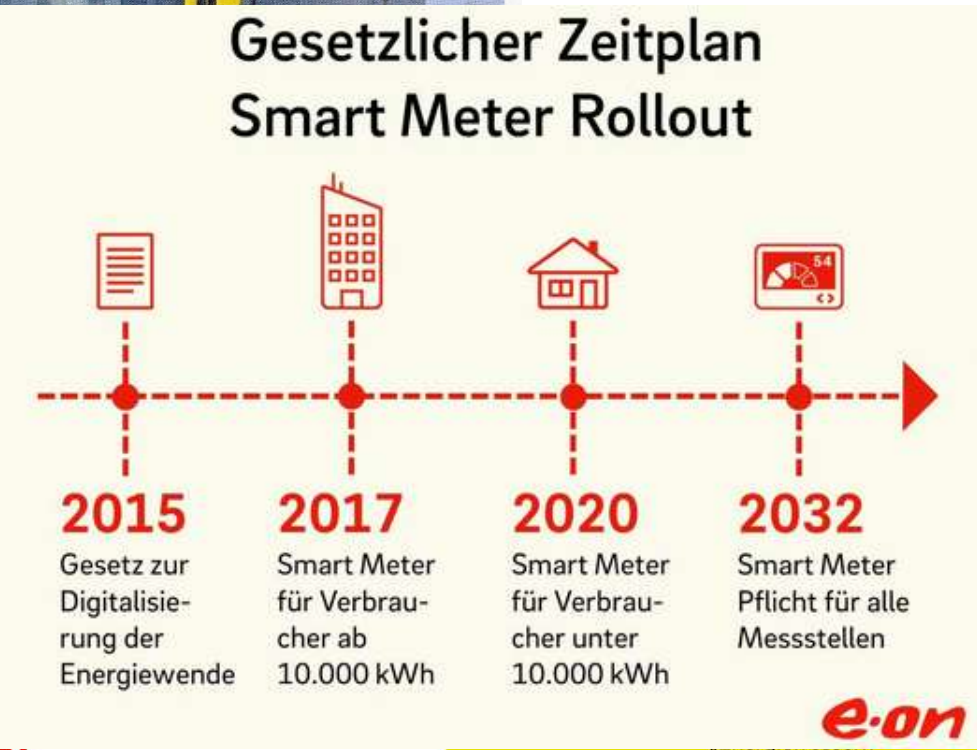 Gesetzlicher Zeitplan
Smart Meter Rollout
54
2015
Gesetz zur
Digitalisie-
rung der
Energiewende
2017
Smart Meter
für Verbrau-
cher ab
10.000 kWh
2020
Smart Meter
für Verbrau-
cher unter
10.000 kWh
2032
Smart Meter
Pflicht für alle
Messstellen
e·on